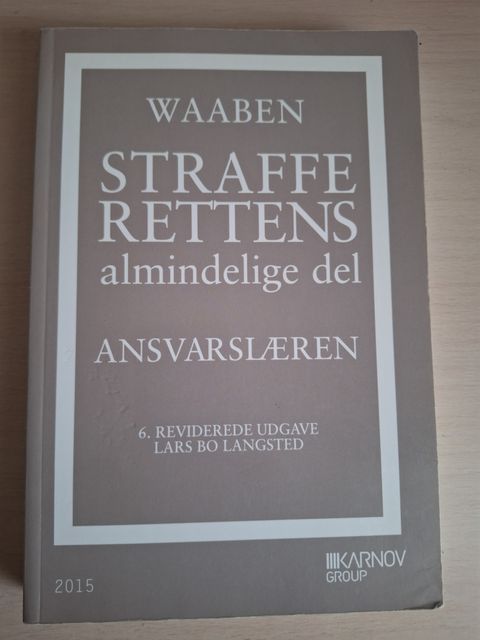 WAABEN
STRAFFE
RETTENS
almindelige del
ANSVARSLÆREN
6. REVIDEREDE UDGAVE
LARS BO LANGSTED
KARNOV
GROUP
2015